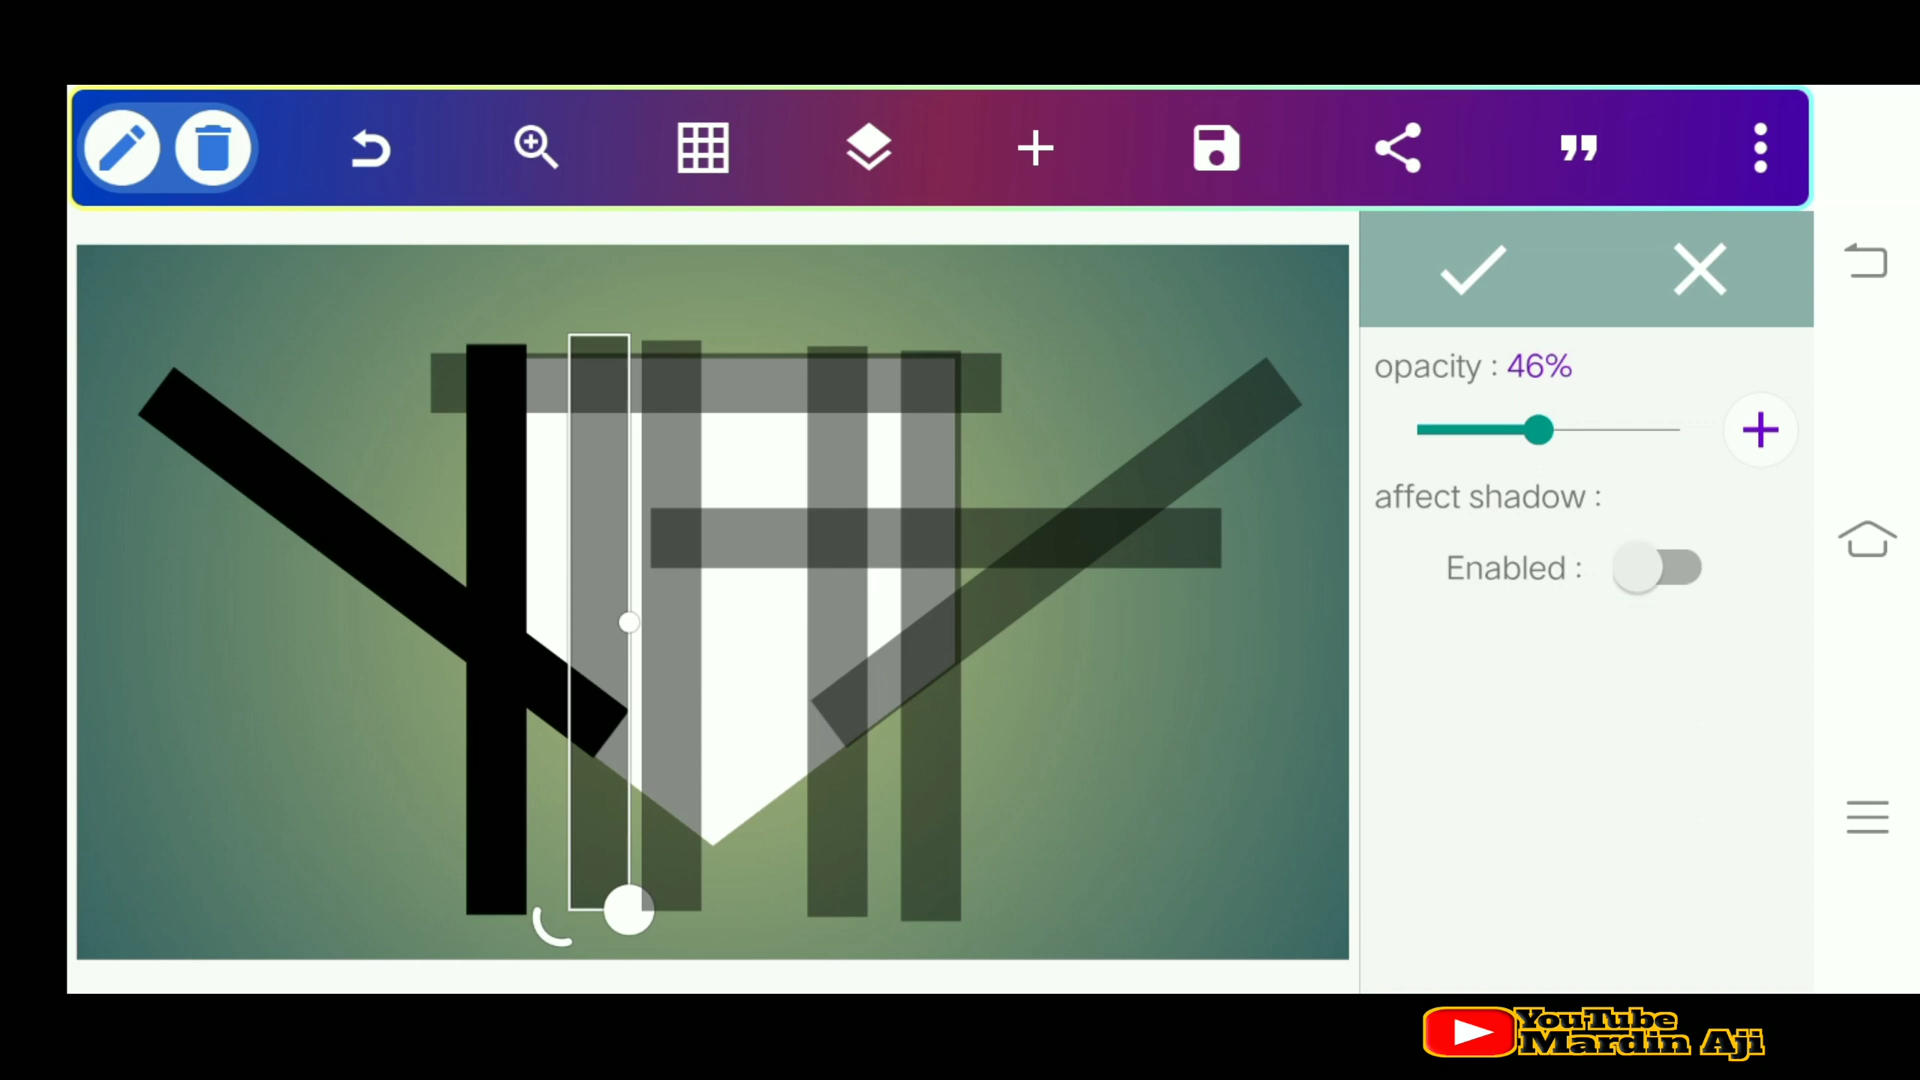 opacity : 46%
affect shadow :
Enabled :
YouTube
Mardin Aji